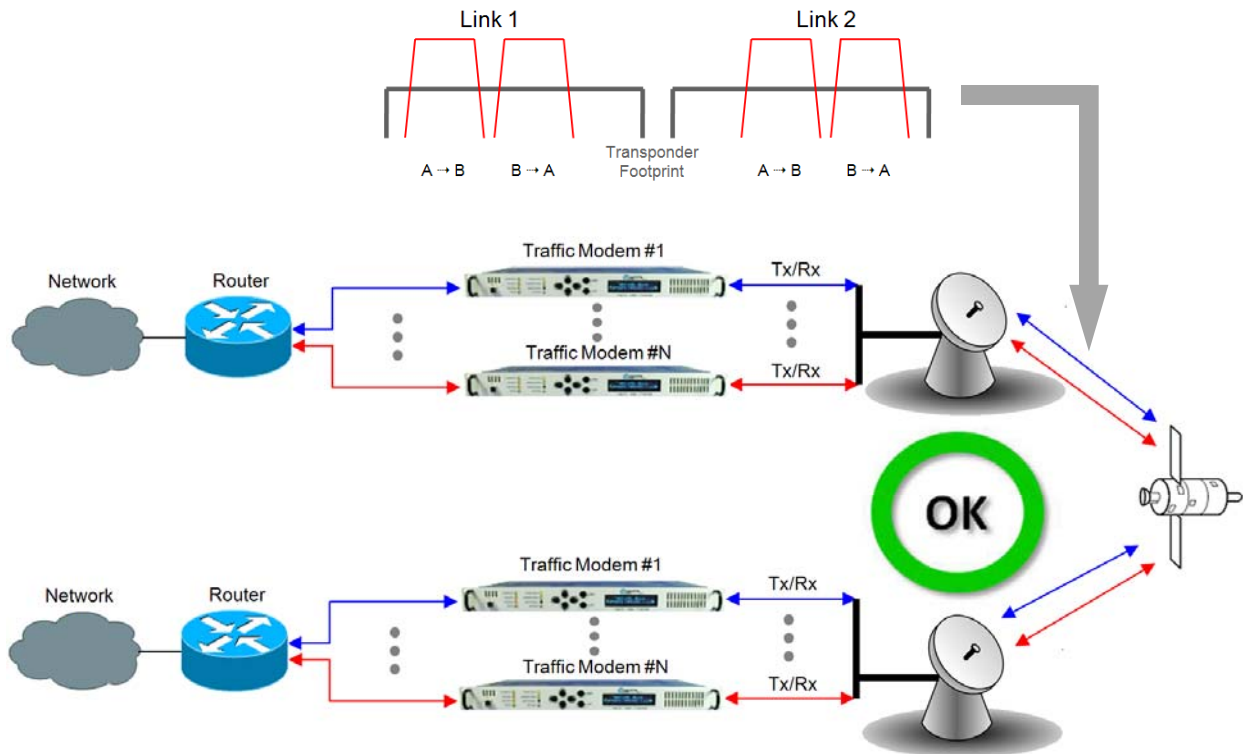 Link 1
Link 2
Transponder
Footprint
A ⇢ B
B ⇢ A
A ⇢ B
B ⇢ A
Traffic Modem #1
Network
Router
Tx/Rx
Traffic Modem #N
Tx/Rx
OK
Traffic Modem #1
Network
Router
Tx/Rx
Traffic Modem #N
Tx/Rx